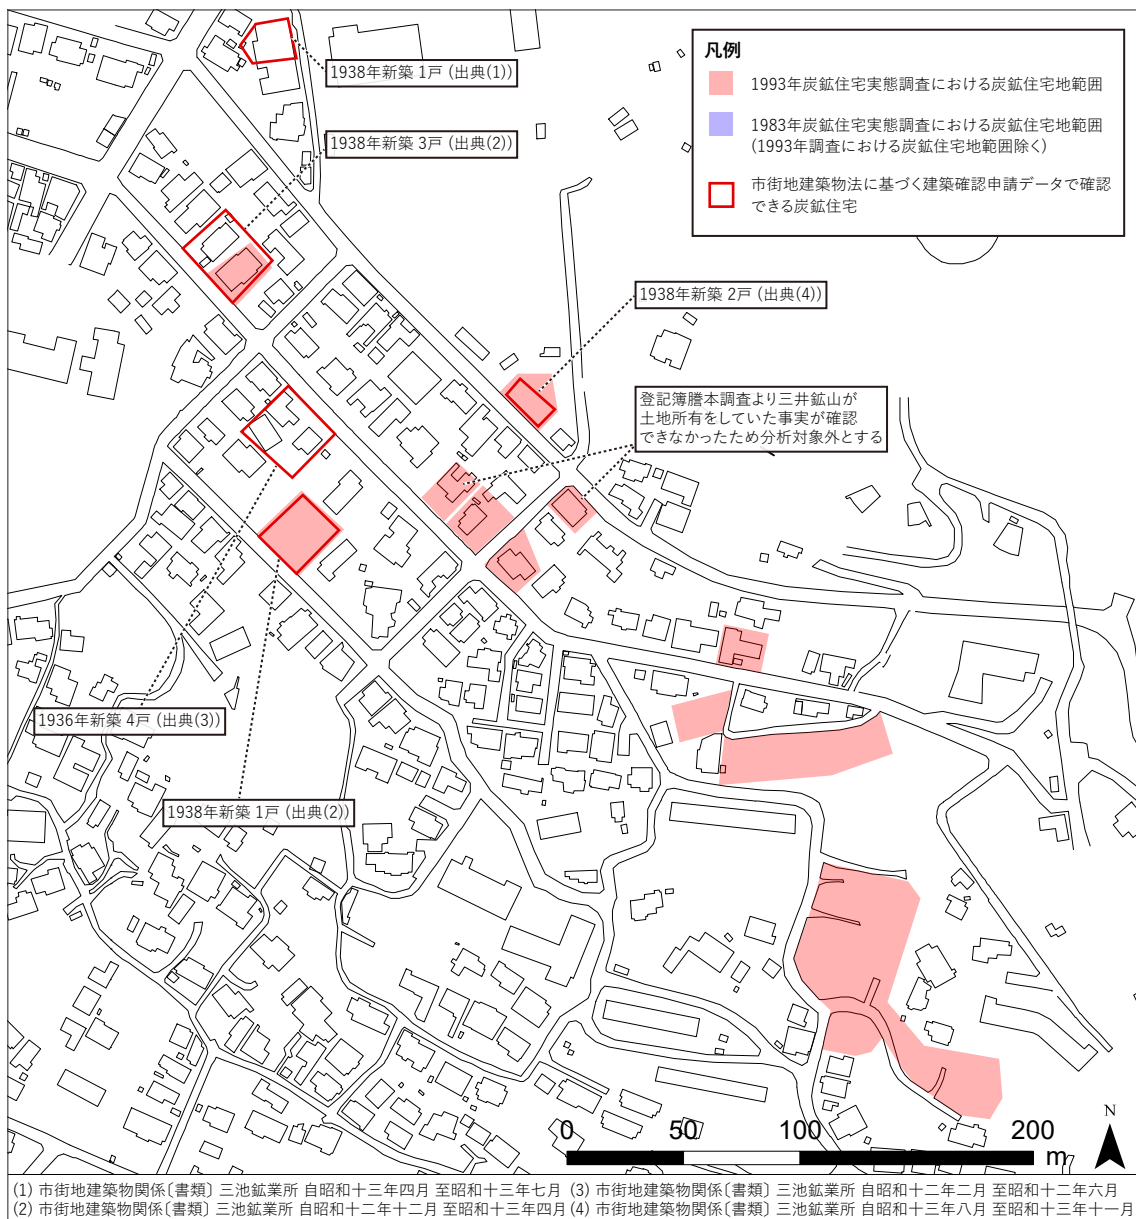 凡例
1993年炭鉱住宅実態調査における炭鉱住宅地範囲
1983年炭鉱住宅実態調査における炭鉱住宅地範囲
(1993年調査における炭鉱住宅地範囲除く)
市街地建築物法に基づく建築確認申請データで確認
できる炭鉱住宅
1938年新築 1戸 (出典(1))
1938年新築 3戸 (出典(2))
1938年新築 2戸 (出典(4))
登記簿謄本調査より三井鉱山が
土地所有をしていた事実が確認
できなかったため分析対象外とする
1936年新築 4戸 (出典(3))
1938年新築 1戸 (出典(2))
N
0 50 100 200
m
(1) 市街地建築物関係〔書類〕 三池鉱業所 自昭和十三年四月 至昭和十三年七月 (3) 市街地建築物関係〔書類〕 三池鉱業所 自昭和十二年二月 至昭和十二年六月
(2) 市街地建築物関係〔書類〕 三池鉱業所 自昭和十二年十二月 至昭和十三年四月 (4) 市街地建築物関係〔書類〕 三池鉱業所 自昭和十三年八月 至昭和十三年十一月